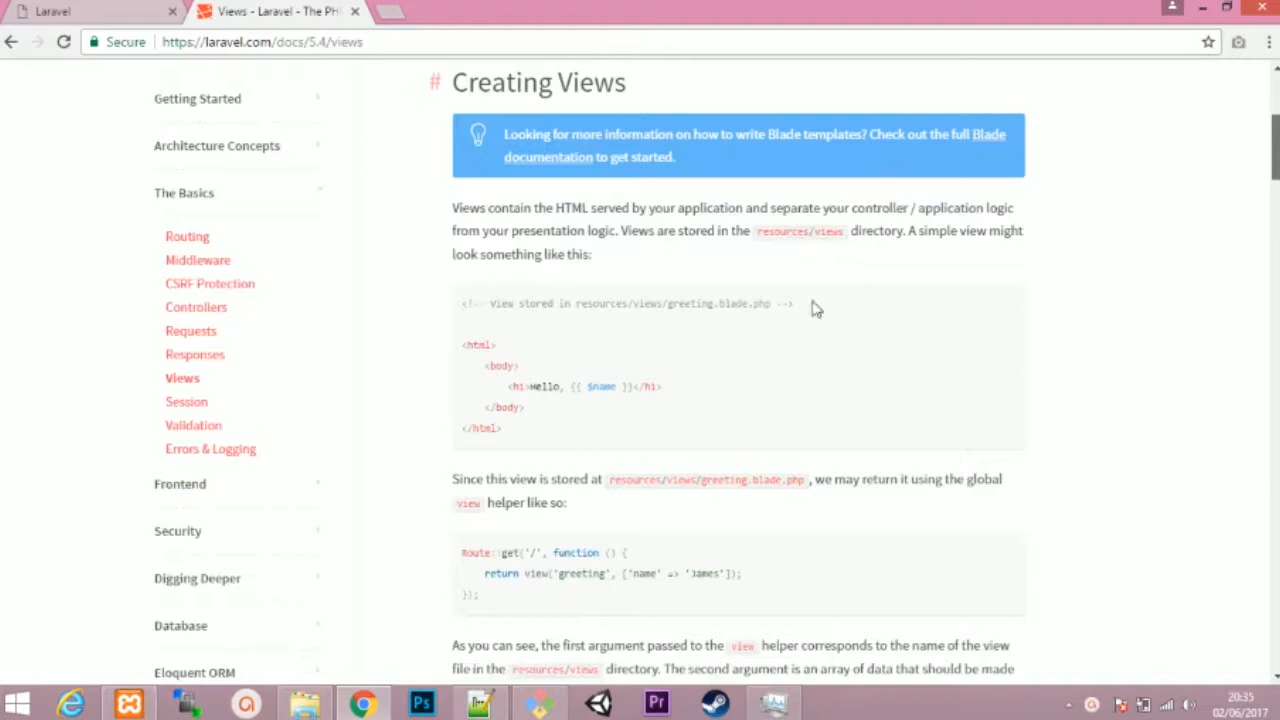 Laravel
Views - Laravel - The PH
Secure
https://laravel.com/docs/5.4/views
Getting Started
Architecture Concepts
The Basics
Routing
Middleware
CSRF Protection
Controllers
Requests
Responses
Views
Session
Validation
Errors & Logging
Frontend
Security
Digging Deeper
Database
Eloquent ORM
# Creating Views
Looking for more information on how to write Blade templates? Check out the full Blade
documentation to get started.
Views contain the HTML served by your application and separate your controller / application logic
from your presentation logic. Views are stored in the resources/views directory. A simple view might
look something like this:
<!-- View stored in resources/views/greeting.blade.php -->
<html>
<body>
<h1>Hello, {{ $name }}</h1>
</body>
</html>
Since this view is stored at resources/views/greeting.blade.php, we may return it using the global
view helper like so:
Route::get('/', function () {
return view('greeting', ['name' => 'James']);
});
As you can see, the first argument passed to the view helper corresponds to the name of the view
file in the resources/views directory. The second argument is an array of data that should be made
Ps
Pr
20:35
02/06/2017